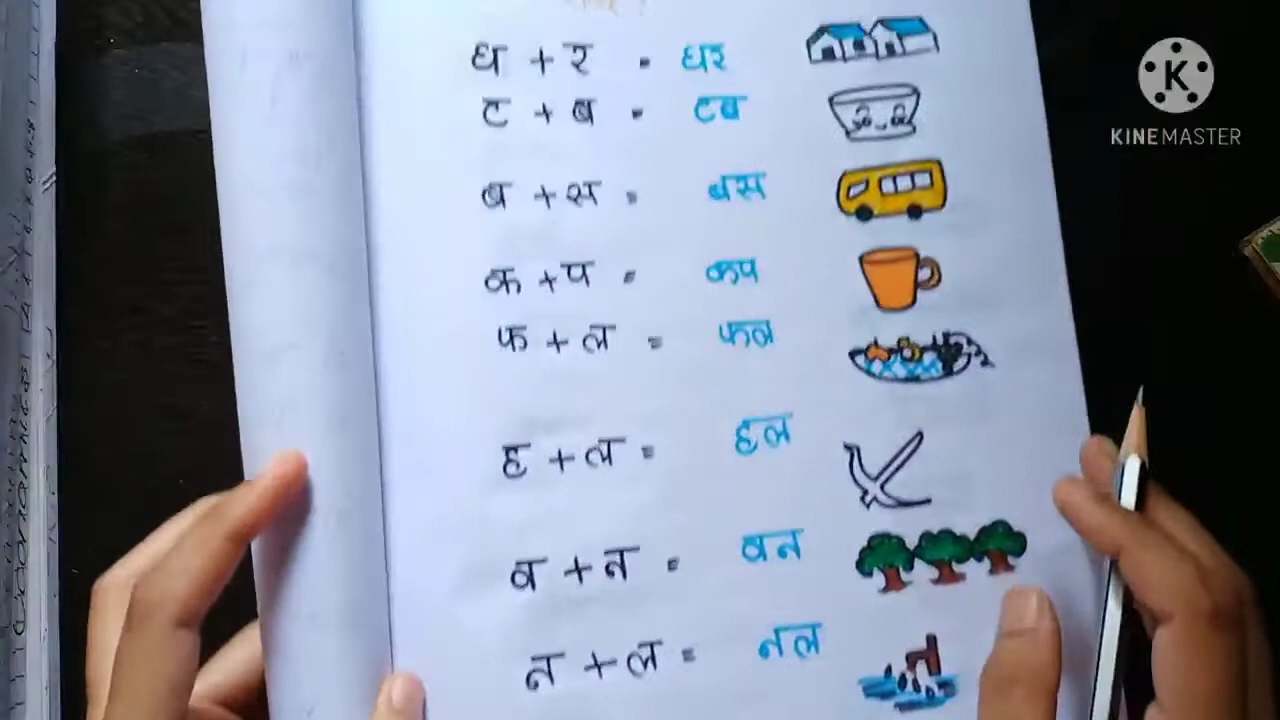 घ + र = घर
ट + ब = टब
ब + स = बस
क + प = कप
फ + ल = फल
ह + ल = हल
व + न = वन
न + ल = नल
K
KINEMASTER